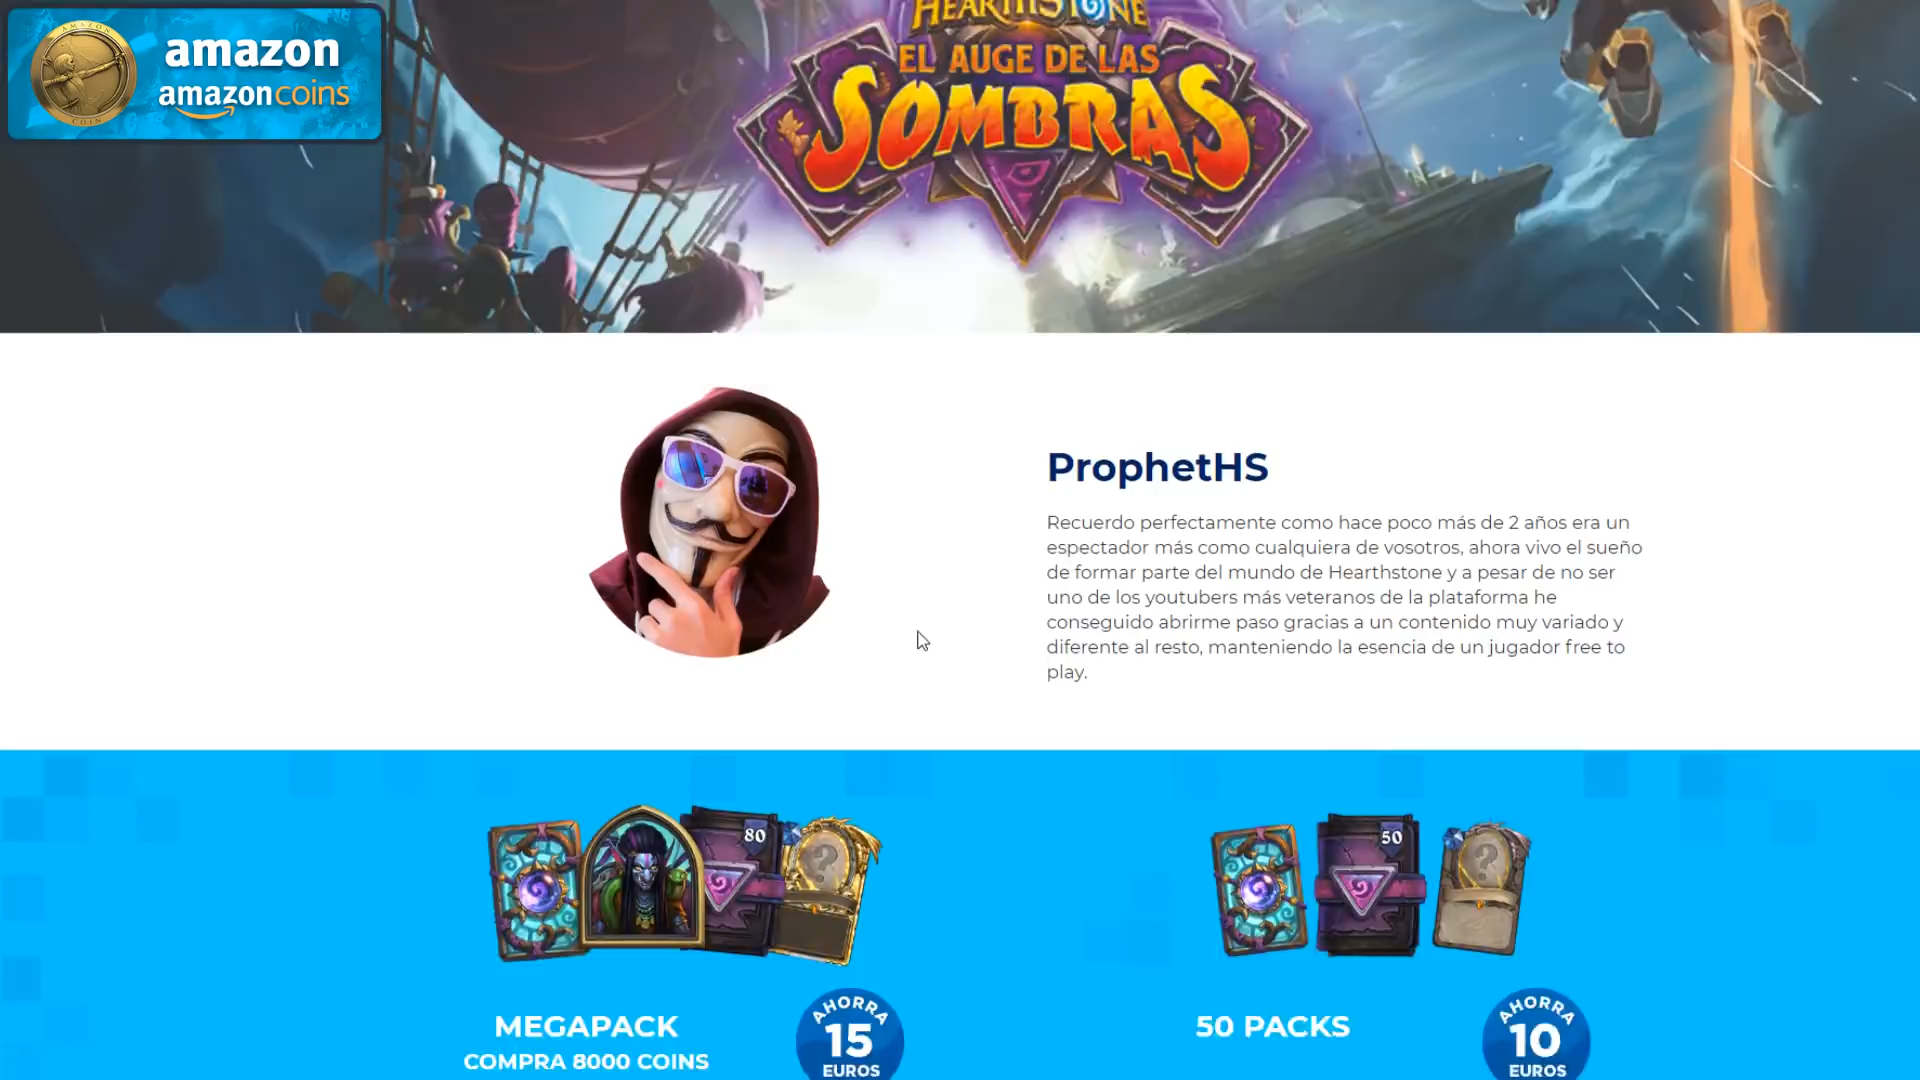 amazon
amazoncoins
AMAZON
COIN
HEARTHSTONE
EL AUGE DE LAS
SOMBRAS
ProphetHS
Recuerdo perfectamente como hace poco más de 2 años era un
espectador más como cualquiera de vosotros, ahora vivo el sueño
de formar parte del mundo de Hearthstone y a pesar de no ser
uno de los youtubers más veteranos de la plataforma he
conseguido abrirme paso gracias a un contenido muy variado y
diferente al resto, manteniendo la esencia de un jugador free to
play.
80
?
50
?
MEGAPACK
COMPRA 8000 COINS
AHORRA
15
EUROS
50 PACKS
AHORRA
10
EUROS